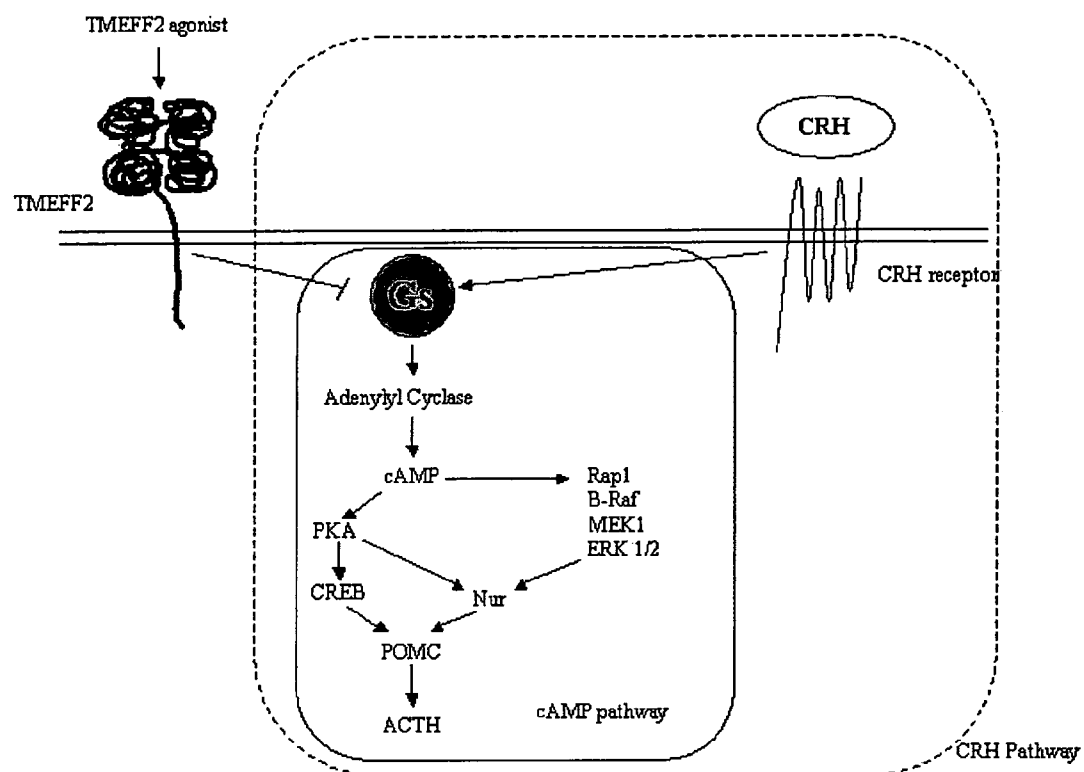 TMEFF2 agonist
CRH
TMEFF2
CRH receptor
Gs
Adenylyl Cyclase
cAMP
Rap1
B-Raf
MEK1
ERK 1/2
PKA
CREB
Nur
POMC
ACTH
cAMP pathway
CRH Pathway